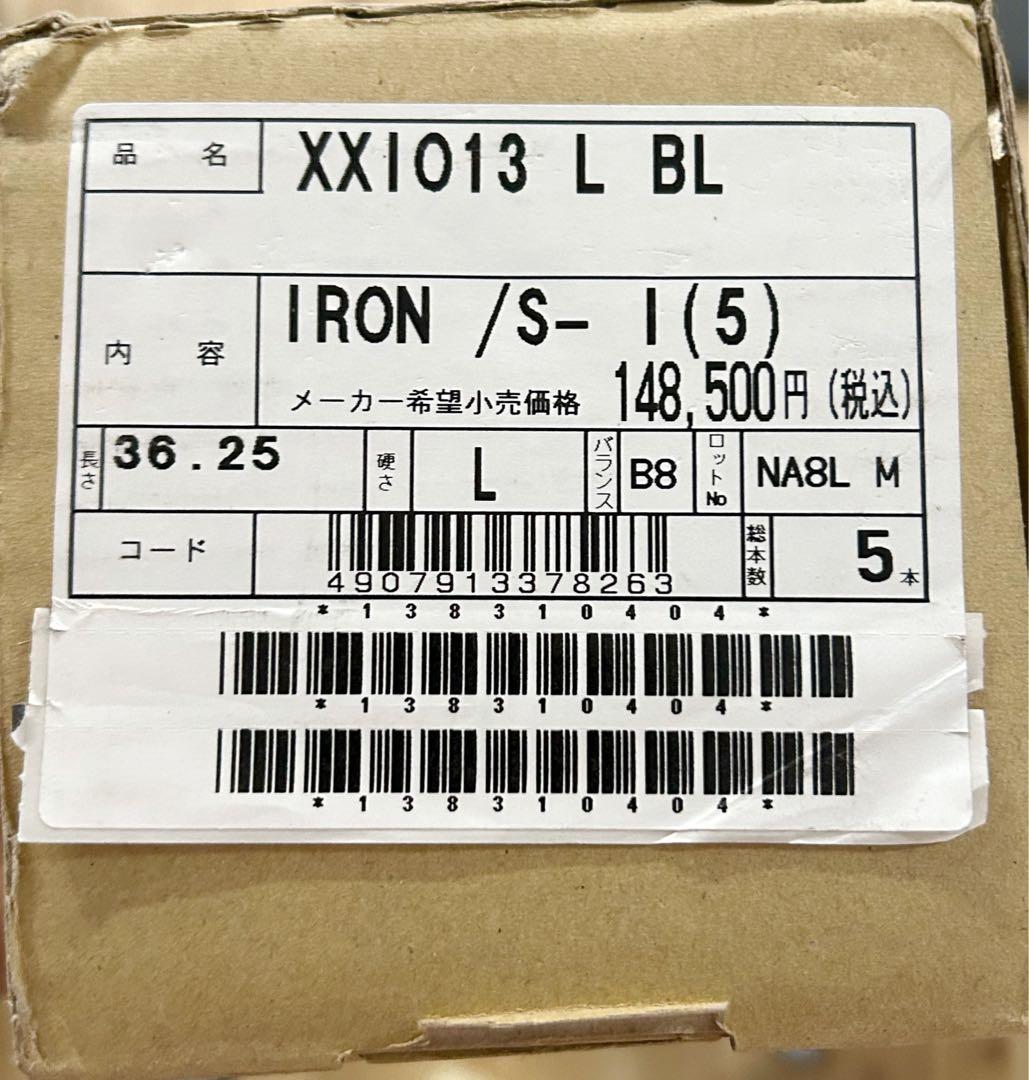 品名 XXIO13 L BL
内容 IRON /S- I(5)
メーカー希望小売価格 148,500円(税込)
長さ 36.25 硬さ L バランス B8 ロットNo NA8L M
コード 4907913378263 総本数 5本
*138310404*
*138310404*
*138310404*